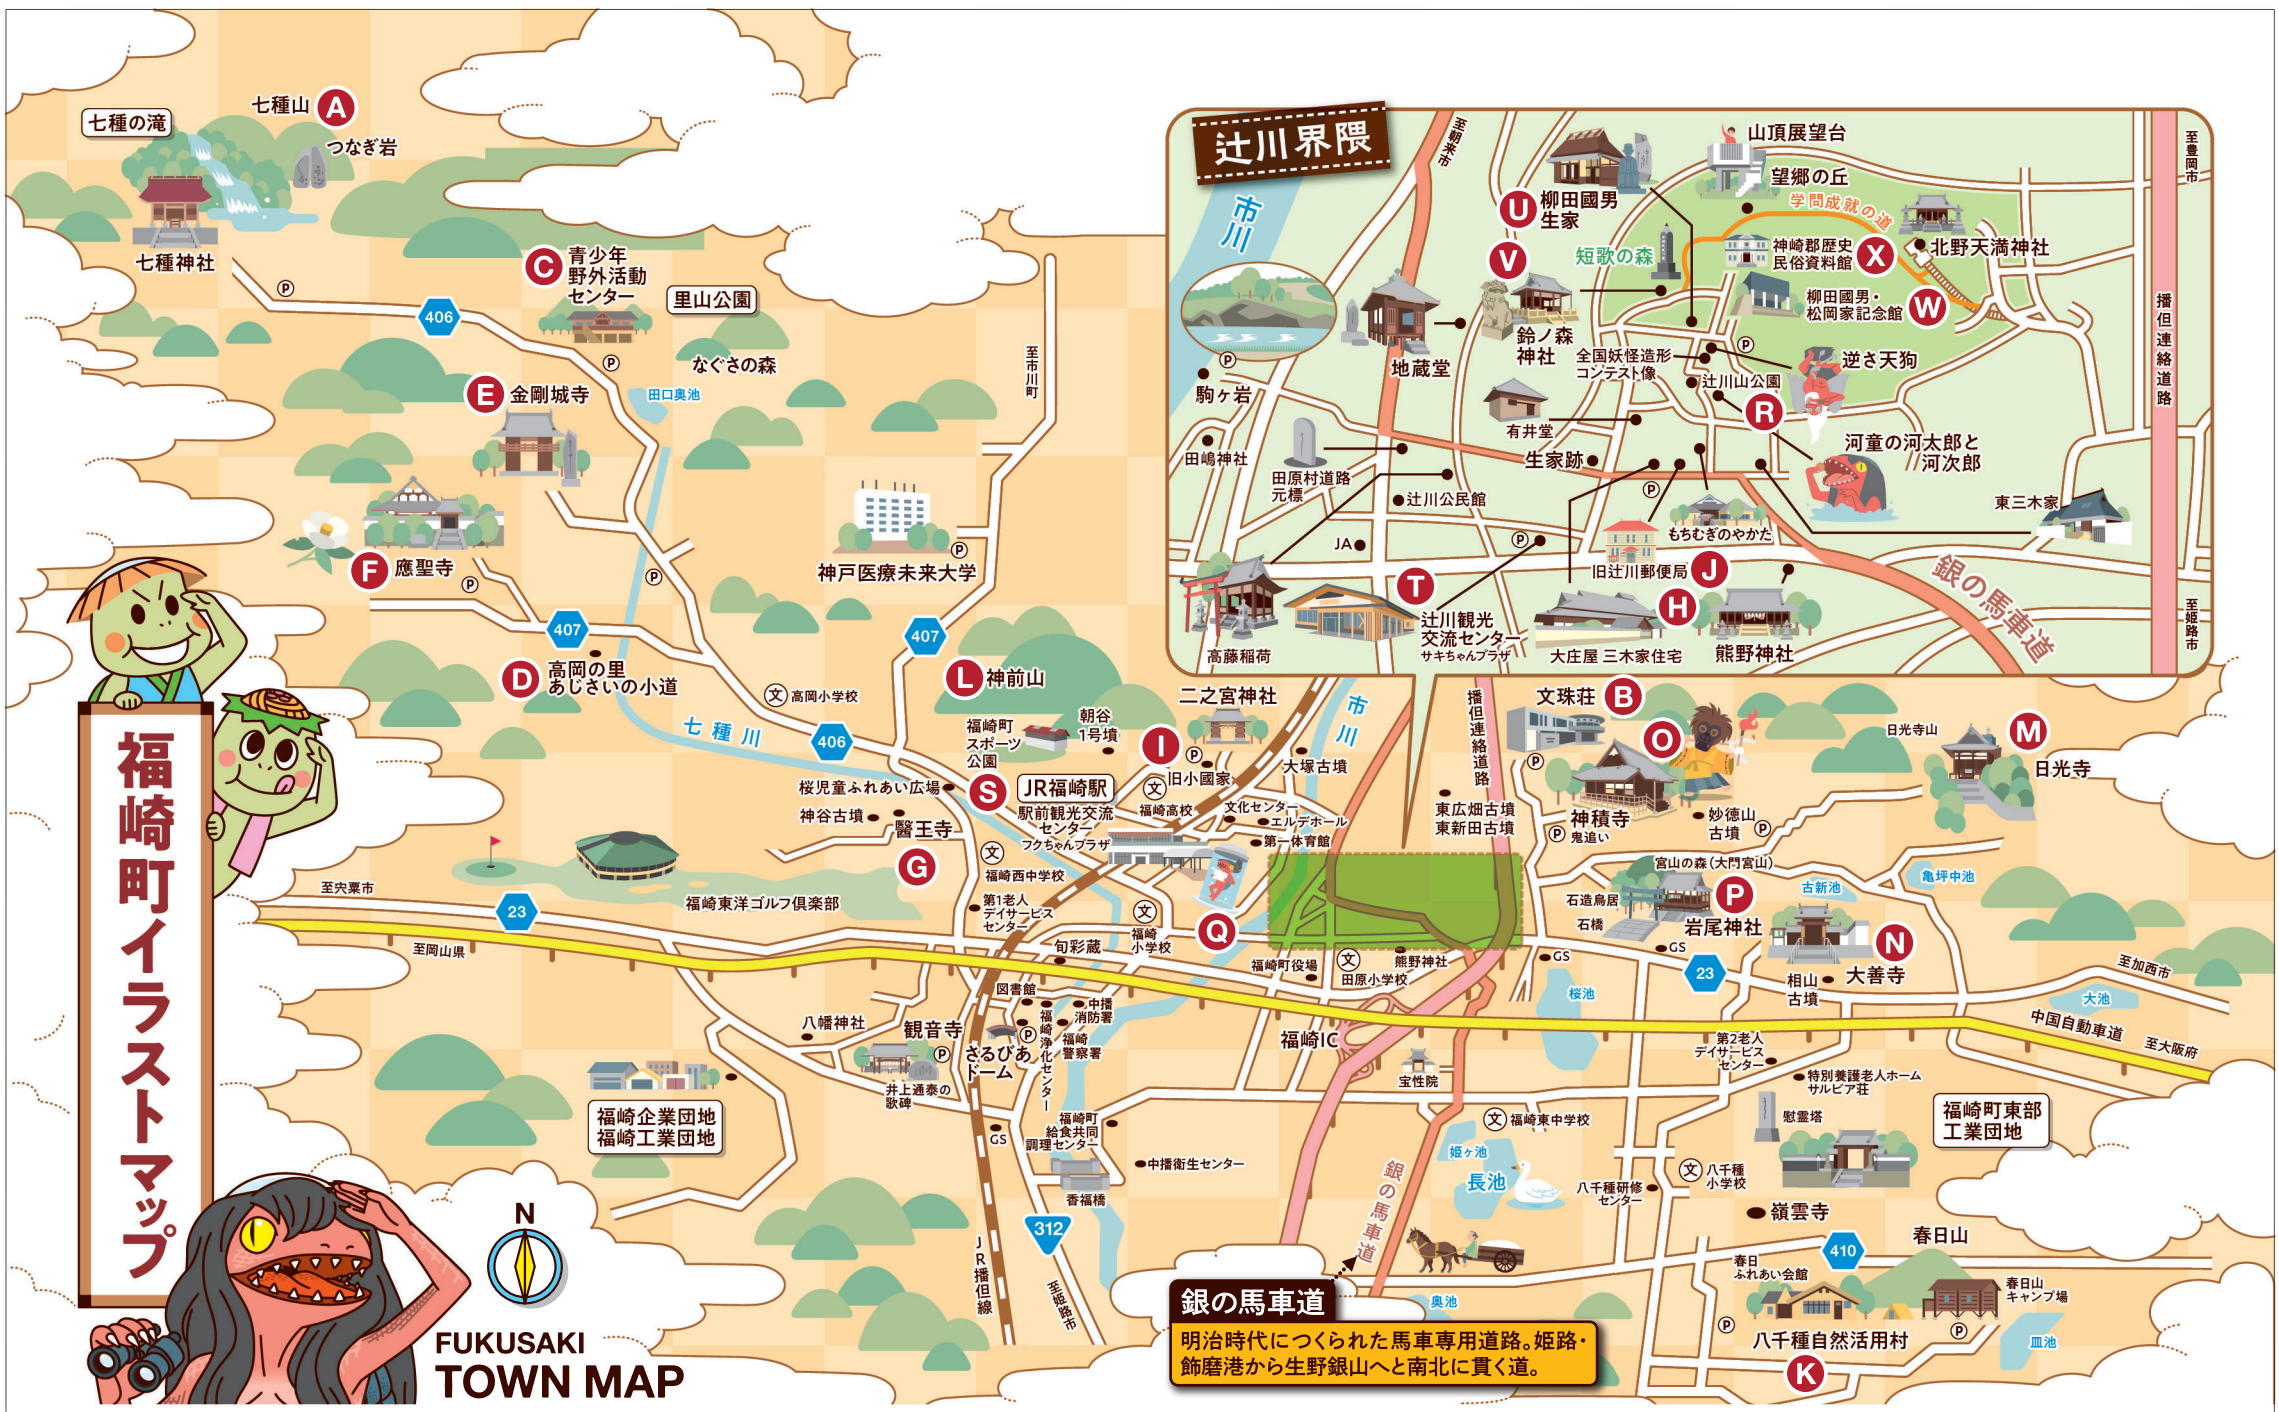 福崎町イラストマップ
FUKUSAKI
TOWN MAP
N
七種の滝
七種山
A
つなぎ岩
七種神社
P
406
C
青少年
野外活動
センター
里山公園
なぐさの森
P
田口奥池
E
金剛城寺
F
應聖寺
P
P
407
D
高岡の里
あじさいの小道
文
高岡小学校
七種川
406
至市川町
神戸医療未来大学
P
407
L
神前山
福崎町
スポーツ
公園
朝谷
1号墳
I
二之宮神社
P
旧小國家
大塚古墳
市川
桜児童ふれあい広場
S
神谷古墳
醫王寺
G
JR福崎駅
駅前観光交流
センター
フクちゃんプラザ
文
福崎高校
文化センター
エルデホール
第一体育館
文
福崎西中学校
第1老人
デイサービス
センター
文
福崎
小学校
Q
旬彩蔵
福崎東洋ゴルフ倶楽部
至宍粟市
23
至岡山県
福崎町役場
文
田原小学校
熊野神社
図書館
中播
消防署
福崎浄化センター
福崎
警察署
P
さるびあ
ドーム
八幡神社
観音寺
P
井上通泰の
歌碑
福崎企業団地
福崎工業団地
GS
福崎町
給食共同
調理センター
中播衛生センター
香福橋
312
JR播但線
至姫路市
福崎IC
宝性院
文
福崎東中学校
姫ヶ池
長池
銀の馬車道
奥池
銀の馬車道
明治時代につくられた馬車専用道路。姫路・
飾磨港から生野銀山へと南北に貫く道。
辻川界隈
市川
至朝来市
U
柳田國男
生家
V
鈴ノ森
神社
短歌の森
山頂展望台
望郷の丘
学問成就の道
神崎郡歴史
民俗資料館
X
北野天満神社
柳田國男・
松岡家記念館
W
至豊岡市
播但連絡道路
至姫路市
P
駒ヶ岩
地蔵堂
全国妖怪造形
コンテスト像
P
逆さ天狗
辻川山公園
R
有井堂
河童の河太郎と
河次郎
田嶋神社
田原村道路
元標
生家跡
辻川公民館
P
もちむぎのやかた
東三木家
JA
P
旧辻川郵便局
J
T
辻川観光
交流センター
サキちゃんプラザ
高藤稲荷
H
大庄屋 三木家住宅
熊野神社
銀の馬車道
播但連絡道路
文珠荘
B
P
O
神積寺
鬼追い
P
妙徳山
古墳
P
東広畑古墳
東新田古墳
日光寺山
M
日光寺
宮山の森(大門宮山)
石造鳥居
石橋
P
岩尾神社
古新池
亀坪中池
N
大善寺
GS
GS
23
桜池
相山
古墳
至加西市
大池
中国自動車道
至大阪府
第2老人
デイサービス
センター
特別養護老人ホーム
サルビア荘
慰霊塔
福崎町東部
工業団地
文
八千種
小学校
八千種研修
センター
嶺雲寺
410
春日山
春日
ふれあい会館
春日山
キャンプ場
P
P
八千種自然活用村
K
皿池